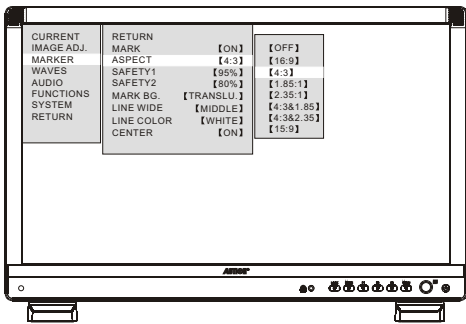 CURRENT
IMAGE ADJ.
MARKER
WAVES
AUDIO
FUNCTIONS
SYSTEM
RETURN
RETURN
MARK 【ON】
ASPECT 【4:3】
SAFETY1 【95%】
SAFETY2 【80%】
MARK BG. 【TRANSLU.】
LINE WIDE 【MIDDLE】
LINE COLOR 【WHITE】
CENTER 【ON】
【OFF】
【16:9】
【4:3】
【1.85:1】
【2.35:1】
【4:3&1.85】
【4:3&2.35】
【15:9】